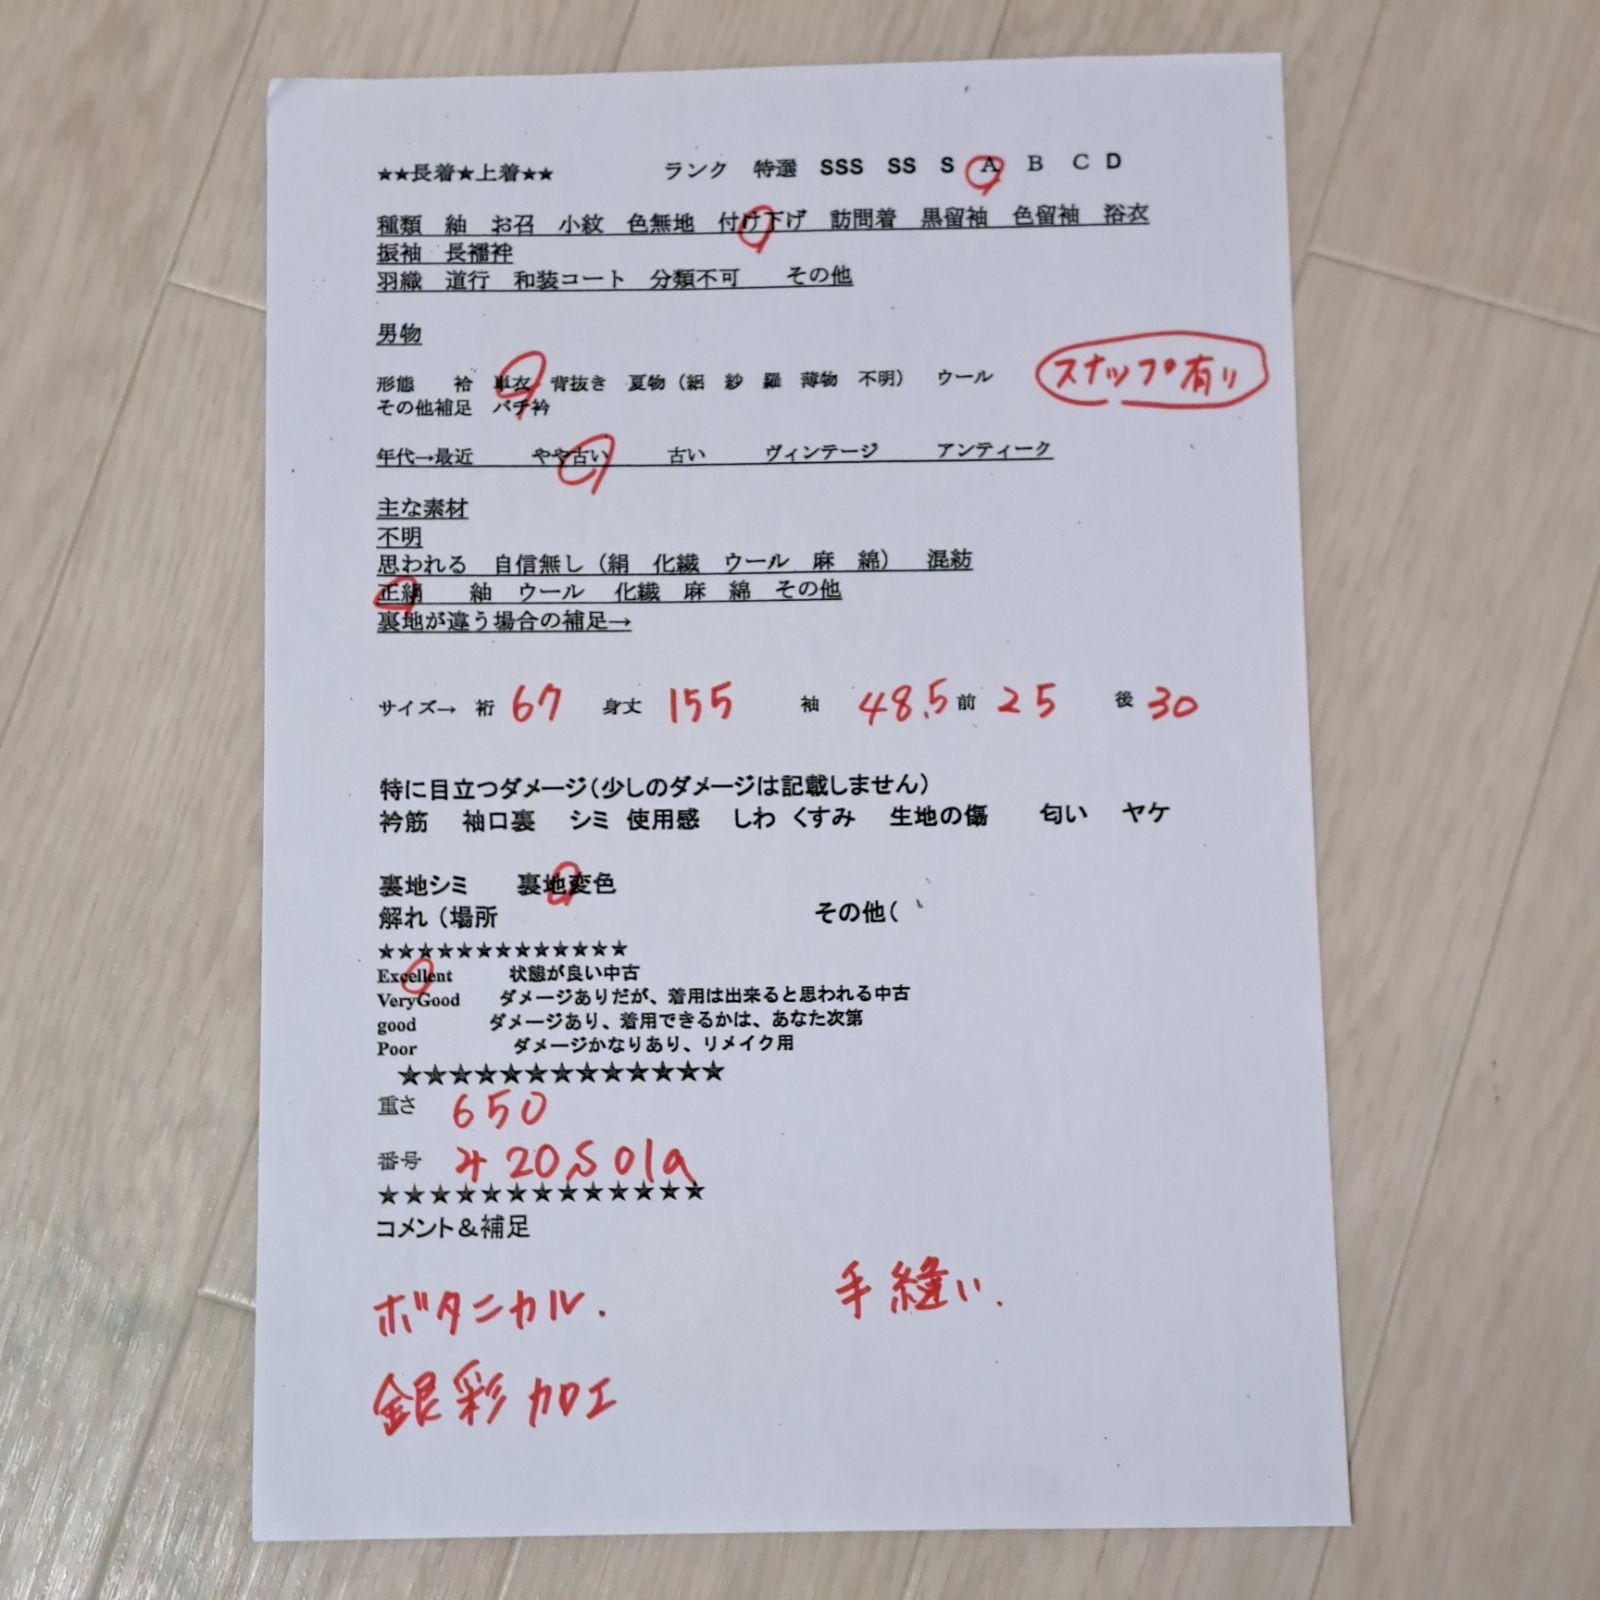 ★★長着★上着★★ ランク 特選 SSS SS S A B C D
種類 紬 お召 小紋 色無地 付け下げ 訪問着 黒留袖 色留袖 浴衣
振袖 長襦袢
羽織 道行 和装コート 分類不可 その他
男物
形態 袷 単衣 背抜き 夏物（絽 紗 羅 薄物 不明） ウール スナップ有り
その他補足 バチ衿
年代→最近 やや古い 古い ヴィンテージ アンティーク
主な素材
不明
思われる 自信無し（絹 化繊 ウール 麻 綿） 混紡
正絹 紬 ウール 化繊 麻 綿 その他
裏地が違う場合の補足→
サイズ→ 裄 67 身丈 155 袖 48.5 前 25 後 30
特に目立つダメージ（少しのダメージは記載しません）
衿筋 袖口裏 シミ 使用感 しわ くすみ 生地の傷 匂い ヤケ
裏地シミ 裏地変色
解れ（場所 その他（
★★★★★★★★★★★★★
Excellent 状態が良い中古
VeryGood ダメージありだが、着用は出来ると思われる中古
good ダメージあり、着用できるかは、あなた次第
Poor ダメージかなりあり、リメイク用
★★★★★★★★★★★★★
重さ 650
番号
★★★★★★★★★★★★★
コメント＆補足
ボタニカル. 手縫い.
銀彩加工